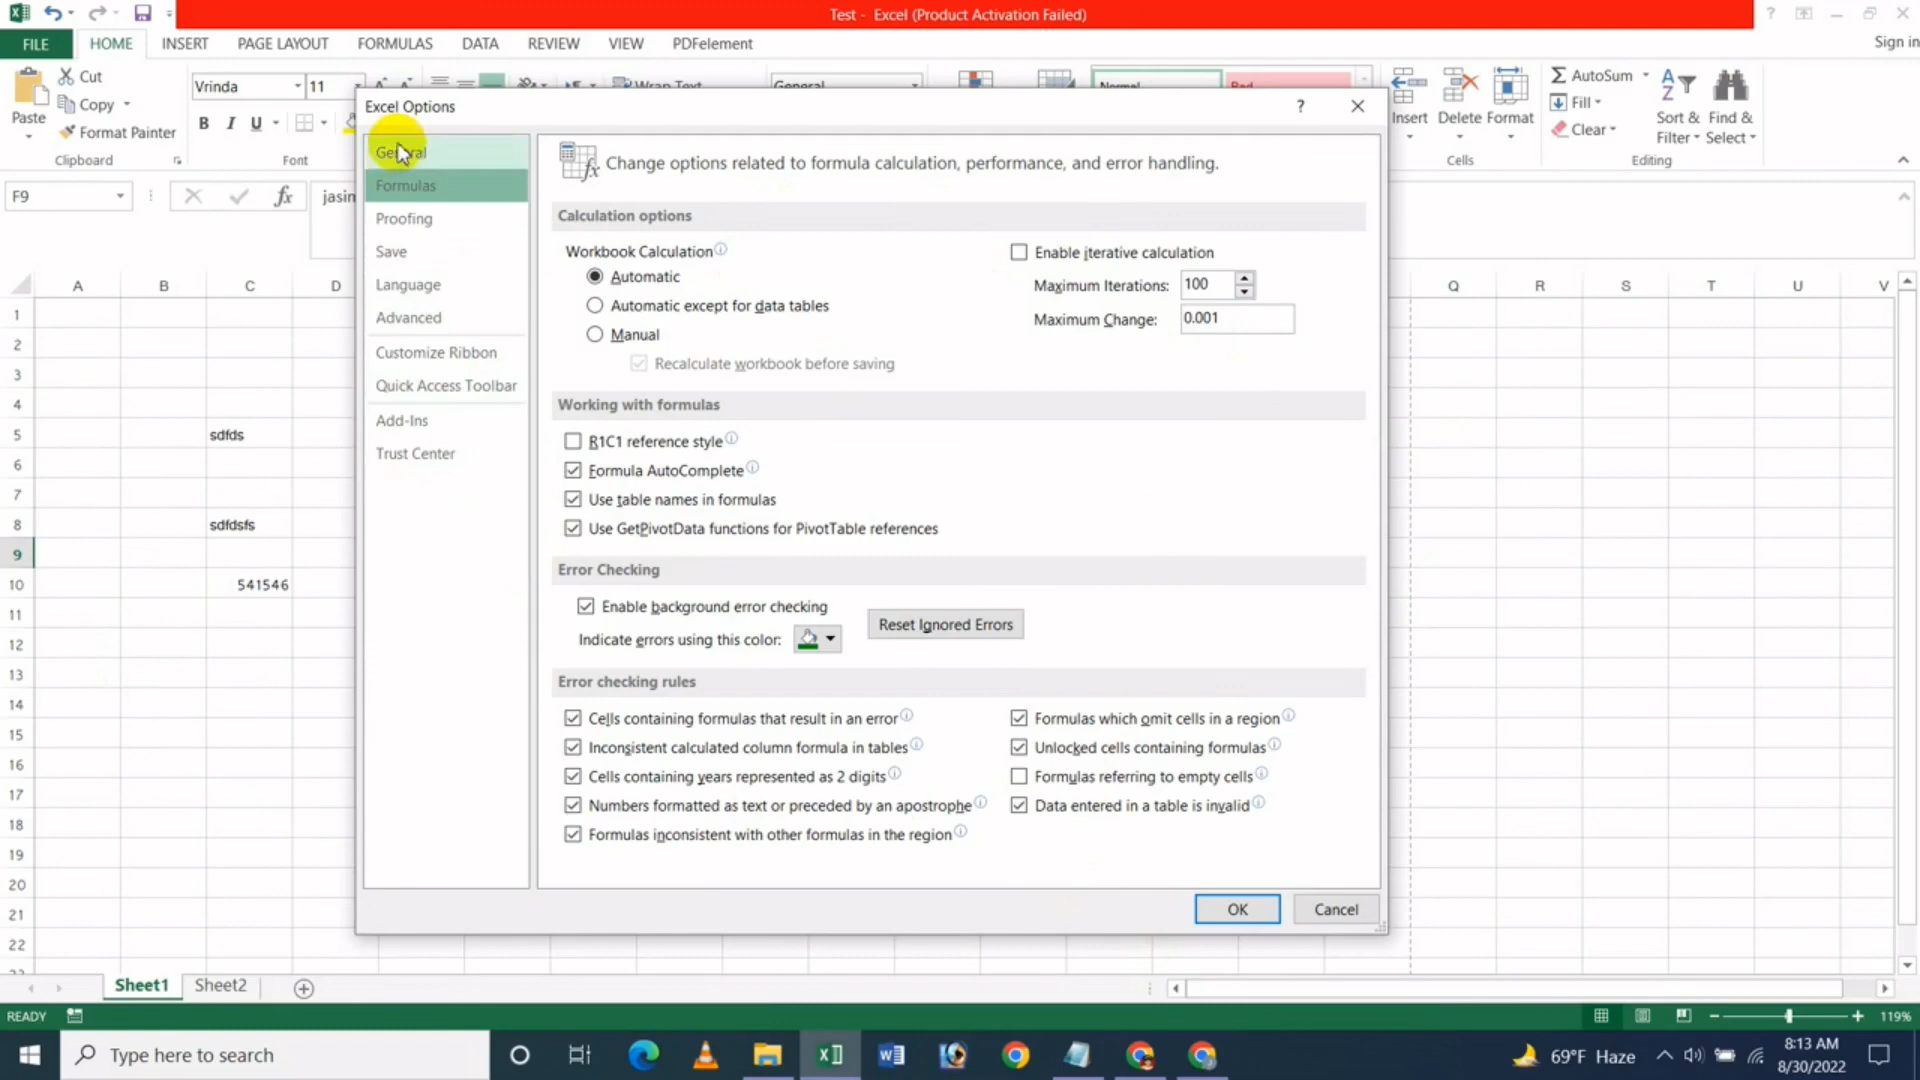 Test - Excel (Product Activation Failed)
FILE HOME INSERT PAGE LAYOUT FORMULAS DATA REVIEW VIEW PDFelement Sign in
Paste
Cut
Copy
Format Painter
Clipboard
Vrinda 11
B I U
Font
Wrap Text
General
Normal
Bad
Insert Delete Format
Cells
AutoSum
Fill
Clear
Sort & Filter
Find & Select
Editing
F9 fx jasim
A B C D Q R S T U V
1
2
3
4
5 sdfds
6
7
8 sdfdsfs
9
10 541546
11
12
13
14
15
16
17
18
19
20
21
22
Excel Options ?
General
Formulas
Proofing
Save
Language
Advanced
Customize Ribbon
Quick Access Toolbar
Add-Ins
Trust Center
Change options related to formula calculation, performance, and error handling.
Calculation options
Workbook Calculation
Automatic
Automatic except for data tables
Manual
Recalculate workbook before saving
Enable iterative calculation
Maximum Iterations: 100
Maximum Change: 0.001
Working with formulas
R1C1 reference style
Formula AutoComplete
Use table names in formulas
Use GetPivotData functions for PivotTable references
Error Checking
Enable background error checking
Indicate errors using this color:
Reset Ignored Errors
Error checking rules
Cells containing formulas that result in an error
Inconsistent calculated column formula in tables
Cells containing years represented as 2 digits
Numbers formatted as text or preceded by an apostrophe
Formulas inconsistent with other formulas in the region
Formulas which omit cells in a region
Unlocked cells containing formulas
Formulas referring to empty cells
Data entered in a table is invalid
OK Cancel
Sheet1 Sheet2
READY 119%
Type here to search
69°F Haze
8:13 AM
8/30/2022